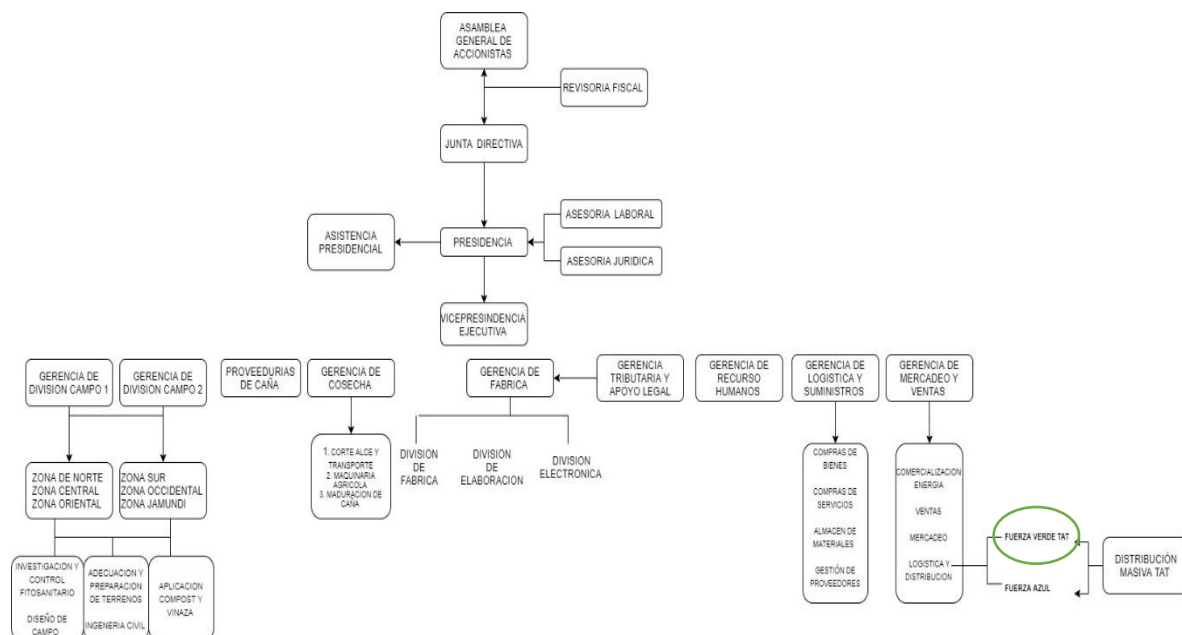 ASAMBLEA
GENERAL DE
ACCIONISTAS
REVISORIA FISCAL
JUNTA DIRECTIVA
ASESORIA LABORAL
ASISTENCIA
PRESIDENCIAL
PRESIDENCIA
ASESORIA JURIDICA
VICEPRESINDENCIA
EJECUTIVA
GERENCIA DE
DIVISION CAMPO 1
GERENCIA DE
DIVISION CAMPO 2
PROVEEDURIAS
DE CAÑA
GERENCIA DE
COSECHA
GERENCIA DE
FABRICA
GERENCIA
TRIBUTARIA Y
APOYO LEGAL
GERENCIA DE
RECURSO
HUMANOS
GERENCIA DE
LOGISTICA Y
SUMINISTROS
GERENCIA DE
MERCADEO Y
VENTAS
ZONA DE NORTE
ZONA CENTRAL
ZONA ORIENTAL
ZONA SUR
ZONA OCCIDENTAL
ZONA JAMUNDI
1. CORTE ALCE Y
TRANSPORTE
2. MAQUINARIA
AGRICOLA
3. MADURACION DE
CAÑA
DIVISION
DE
FABRICA
DIVISION
DE
ELABORACION
DIVISION
ELECTRONICA
COMPRAS DE
BIENES
COMPRAS DE
SERVICIOS
ALMACEN DE
MATERIALES
GESTIÓN DE
PROVEEDORES
COMERCIALIZACION
ENERGIA
VENTAS
MERCADEO
LOGISTICA Y
DISTRIBUCION
FUERZA VERDE TAT
FUERZA AZUL
DISTRIBUCIÓN
MASIVA TAT
INVESTIGACION Y
CONTROL
FITOSANITARIO
DISEÑO DE
CAMPO
ADECUACION Y
PREPARACION
DE TERRENOS
INGENERIA CIVIL
APLICACION
COMPOST Y
VINAZA